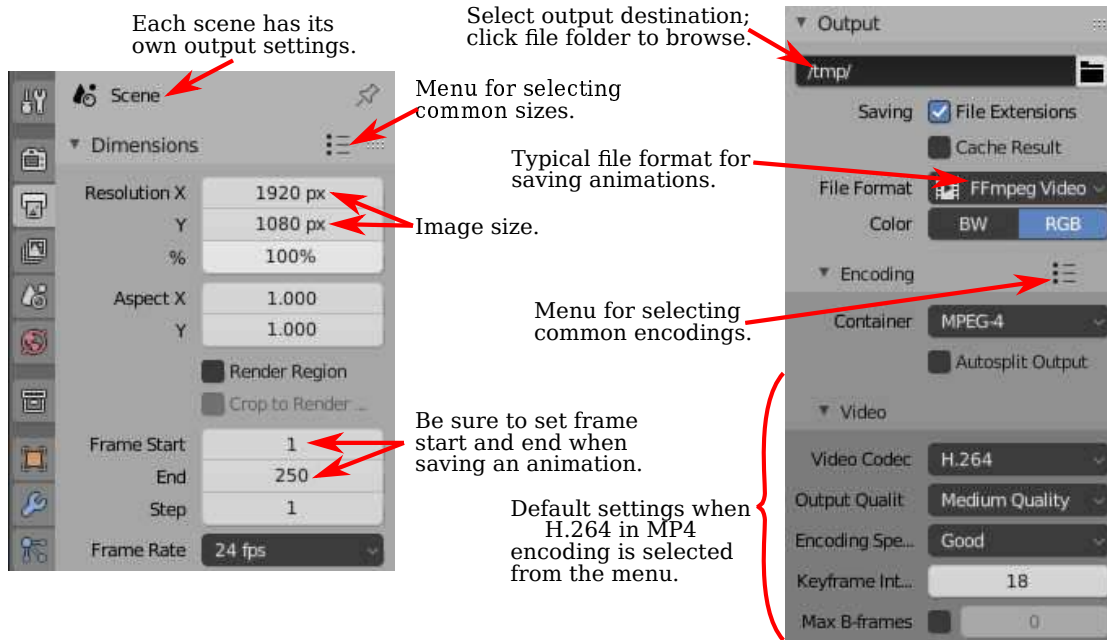 Each scene has its
own output settings.
Scene
Dimensions
Resolution X 1920 px
Y 1080 px
% 100%
Aspect X 1.000
Y 1.000
Render Region
Crop to Render ...
Frame Start 1
End 250
Step 1
Frame Rate 24 fps
Menu for selecting
common sizes.
Image size.
Be sure to set frame
start and end when
saving an animation.
Select output destination;
click file folder to browse.
Typical file format for
saving animations.
Menu for selecting
common encodings.
Default settings when
H.264 in MP4
encoding is selected
from the menu.
Output
/tmp/
Saving File Extensions
Cache Result
File Format FFmpeg Video
Color BW RGB
Encoding
Container MPEG-4
Autosplit Output
Video
Video Codec H.264
Output Qualit Medium Quality
Encoding Spe... Good
Keyframe Int... 18
Max B-frames 0